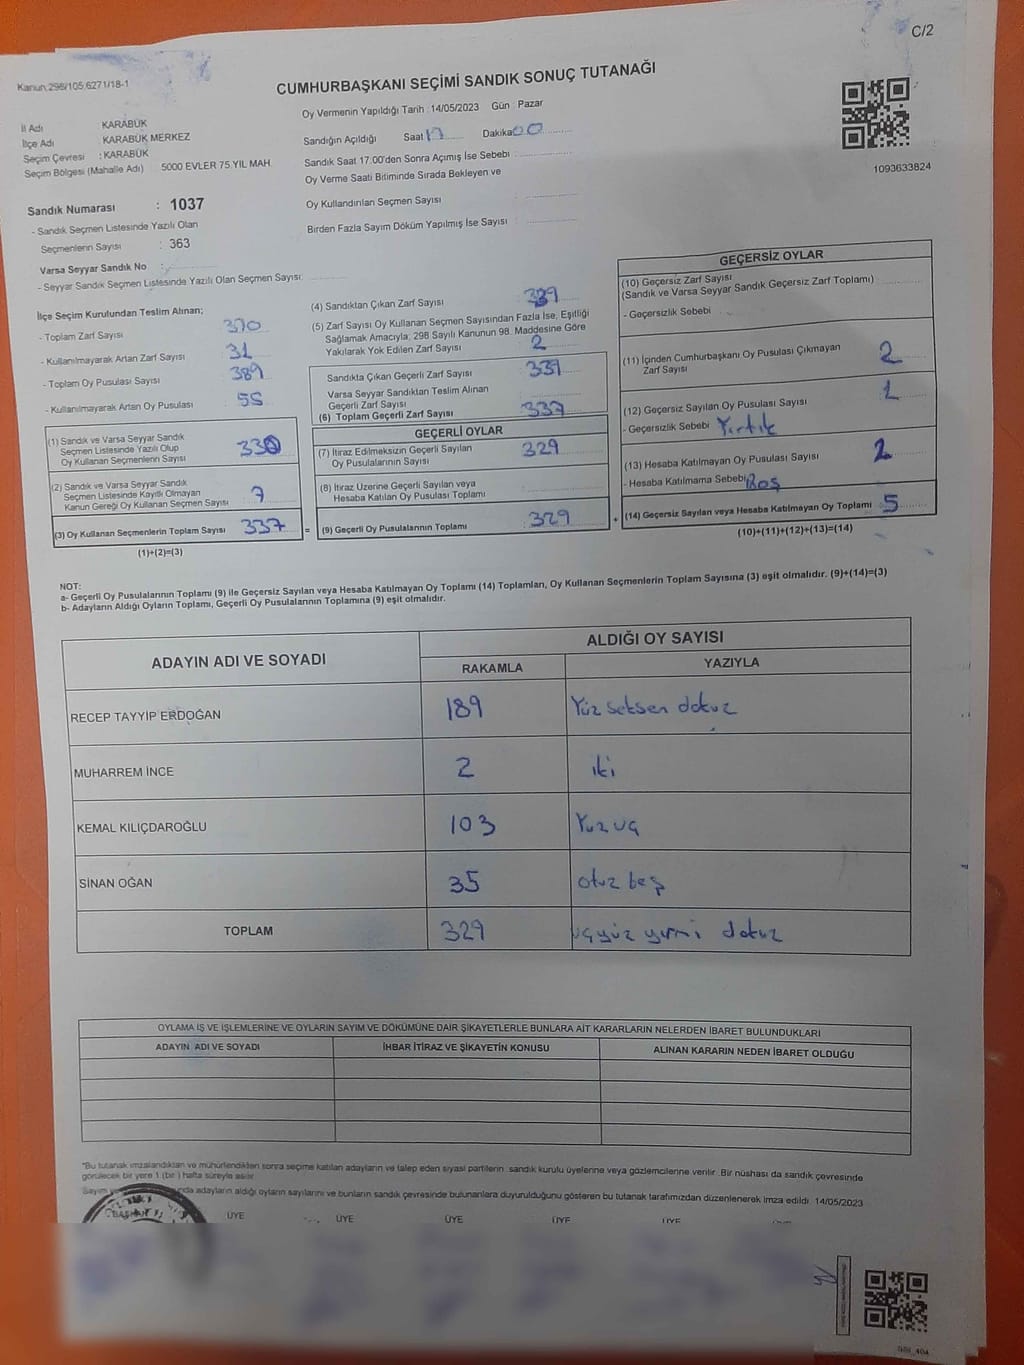 C/2
Kanun,298/105,6271/18-1
CUMHURBAŞKANI SEÇİMİ SANDIK SONUÇ TUTANAĞI
Oy Vermenin Yapıldığı Tarih : 14/05/2023 Gün : Pazar
İl Adı KARABÜK
İlçe Adı KARABÜK MERKEZ
Seçim Çevresi : KARABÜK
Seçim Bölgesi (Mahalle Adı) 5000 EVLER 75.YIL MAH.
Sandığın Açıldığı Saat 17 Dakika 00
Sandık Saat 17.00'den Sonra Açımış İse Sebebi :
Oy Verme Saati Bitiminde Sırada Bekleyen ve
Oy Kullandırılan Seçmen Sayısı :
Birden Fazla Sayım Döküm Yapılmış İse Sayısı :
1093633824
Sandık Numarası : 1037
- Sandık Seçmen Listesinde Yazılı Olan
Seçmenlerin Sayısı : 363
Varsa Seyyar Sandık No :
- Seyyar Sandık Seçmen Listesinde Yazılı Olan Seçmen Sayısı:
İlçe Seçim Kurulundan Teslim Alınan;
- Toplam Zarf Sayısı 370
- Kullanılmayarak Artan Zarf Sayısı 31
- Toplam Oy Pusulası Sayısı 389
- Kullanılmayarak Artan Oy Pusulası 55
(1) Sandık ve Varsa Seyyar Sandık
Seçmen Listesinde Yazılı Olup
Oy Kullanan Seçmenlerin Sayısı 330
(2) Sandık ve Varsa Seyyar Sandık
Seçmen Listesinde Kayıtlı Olmayan
Kanun Gereği Oy Kullanan Seçmen Sayısı 7
(3) Oy Kullanan Seçmenlerin Toplam Sayısı 337 =
(1)+(2)=(3)
(4) Sandıktan Çıkan Zarf Sayısı 339
(5) Zarf Sayısı Oy Kullanan Seçmen Sayısından Fazla İse, Eşitliği
Sağlamak Amacıyla; 298 Sayılı Kanunun 98. Maddesine Göre
Yakılarak Yok Edilen Zarf Sayısı 2
Sandıkta Çıkan Geçerli Zarf Sayısı 337
Varsa Seyyar Sandıktan Teslim Alınan
Geçerli Zarf Sayısı
(6) Toplam Geçerli Zarf Sayısı 337
GEÇERLİ OYLAR
(7) İtiraz Edilmeksizin Geçerli Sayılan
Oy Pusulalarının Sayısı 329
(8) İtiraz Üzerine Geçerli Sayılan veya
Hesaba Katılan Oy Pusulası Toplamı
(9) Geçerli Oy Pusulalarının Toplamı 329 +
GEÇERSİZ OYLAR
(10) Geçersiz Zarf Sayısı
(Sandık ve Varsa Seyyar Sandık Geçersiz Zarf Toplamı)
- Geçersizlik Sebebi :
(11) İçinden Cumhurbaşkanı Oy Pusulası Çıkmayan
Zarf Sayısı 2
(12) Geçersiz Sayılan Oy Pusulası Sayısı 1
- Geçersizlik Sebebi Yırtık
(13) Hesaba Katılmayan Oy Pusulası Sayısı 2
- Hesaba Katılmama Sebebi Boş
(14) Geçersiz Sayılan veya Hesaba Katılmayan Oy Toplamı 5
(10)+(11)+(12)+(13)=(14)
NOT:
a- Geçerli Oy Pusulalarının Toplamı (9) ile Geçersiz Sayılan veya Hesaba Katılmayan Oy Toplamı (14) Toplamları, Oy Kullanan Seçmenlerin Toplam Sayısına (3) eşit olmalıdır. (9)+(14)=(3)
b- Adayların Aldığı Oyların Toplamı, Geçerli Oy Pusulalarının Toplamına (9) eşit olmalıdır.
ADAYIN ADI VE SOYADI ALDIĞI OY SAYISI
RAKAMLA YAZIYLA
RECEP TAYYIP ERDOĞAN 189 Yüz seksen dokuz
MUHARREM İNCE 2 iki
KEMAL KILIÇDAROĞLU 103 Yüz üç
SİNAN OĞAN 35 otuz beş
TOPLAM 329 üçyüz yirmi dokuz
OYLAMA İŞ VE İŞLEMLERİNE VE OYLARIN SAYIM VE DÖKÜMÜNE DAİR ŞİKAYETLERLE BUNLARA AİT KARARLARIN NELERDEN İBARET BULUNDUKLARI
ADAYIN ADI VE SOYADI İHBAR İTİRAZ VE ŞİKAYETİN KONUSU ALINAN KARARIN NEDEN İBARET OLDUĞU
"Bu tutanak imzalandıktan ve mühürlendikten sonra seçime katılan adayların ve talep eden siyasi partilerin sandık kurulu üyelerine veya gözlemcilerine verilir. Bir nüshası da sandık çevresinde
görülecek bir yere 1 (bir) hafta süreyle asılır
Sayım adayların aldığı oyların sayılarını ve bunların sandık çevresinde bulunanlara duyurulduğunu gösteren bu tutanak tarafımızdan düzenlenerek imza edildi. 14/05/2023
BAŞKAN ÜYE ÜYE ÜYE ÜYE ÜYE